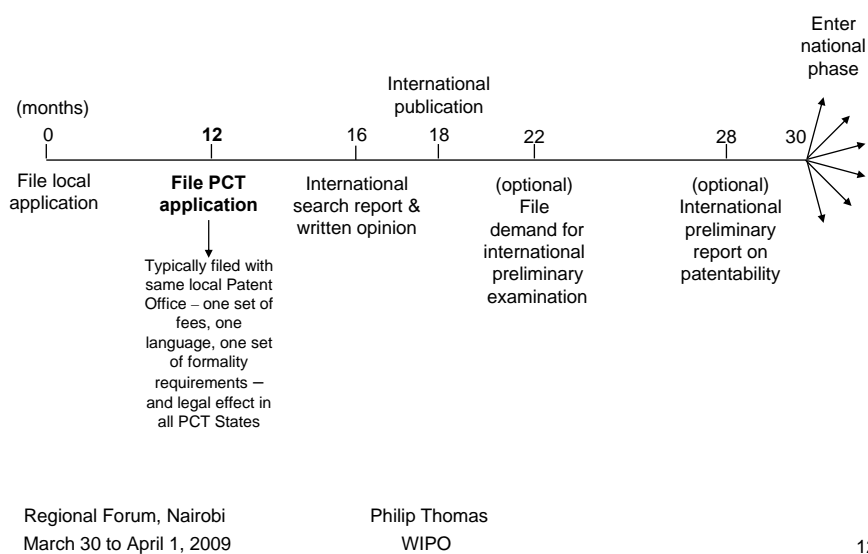 Enter
national
phase
International
publication
(months)
0
12
16
18
22
28
30
File local
application
File PCT
application
International
search report &
written opinion
(optional)
File
demand for
international
preliminary
examination
(optional)
International
preliminary
report on
patentability
Typically filed with
same local Patent
Office – one set of
fees, one
language, one set
of formality
requirements –
and legal effect in
all PCT States
Regional Forum, Nairobi
March 30 to April 1, 2009
Philip Thomas
WIPO